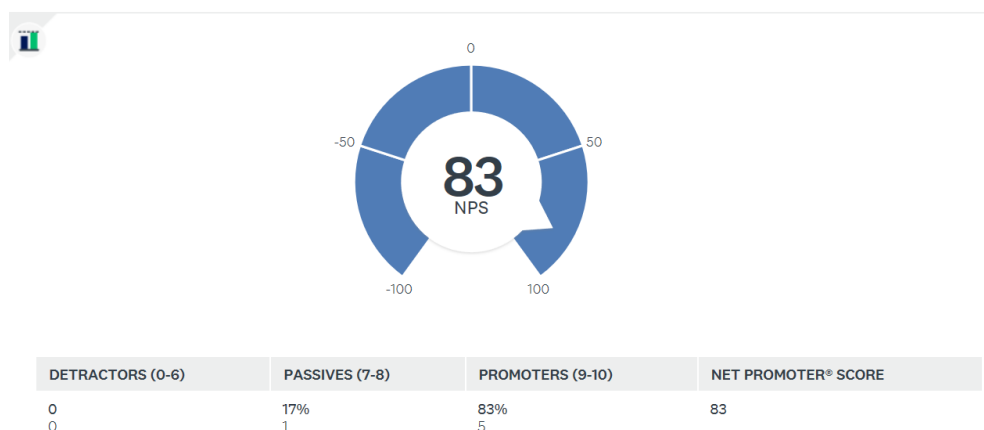 0
-50
50
83
NPS
-100
100
DETRACTORS (0-6) PASSIVES (7-8) PROMOTERS (9-10) NET PROMOTER® SCORE
0 17% 83% 83
0 1 5